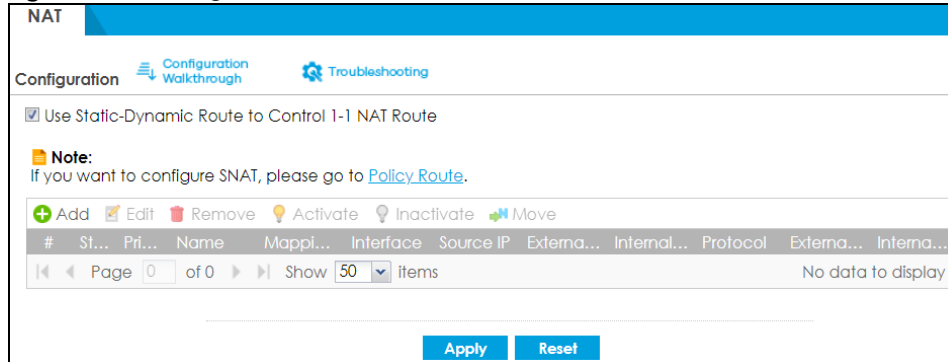 NAT
Configuration Configuration Walkthrough Troubleshooting
Use Static-Dynamic Route to Control 1-1 NAT Route
Note:
If you want to configure SNAT, please go to Policy Route.
Add Edit Remove Activate Inactivate Move
# St... Pri... Name Mappi... Interface Source IP Externa... Internal... Protocol Externa... Interna...
Page 0 of 0 Show 50 items No data to display
Apply Reset